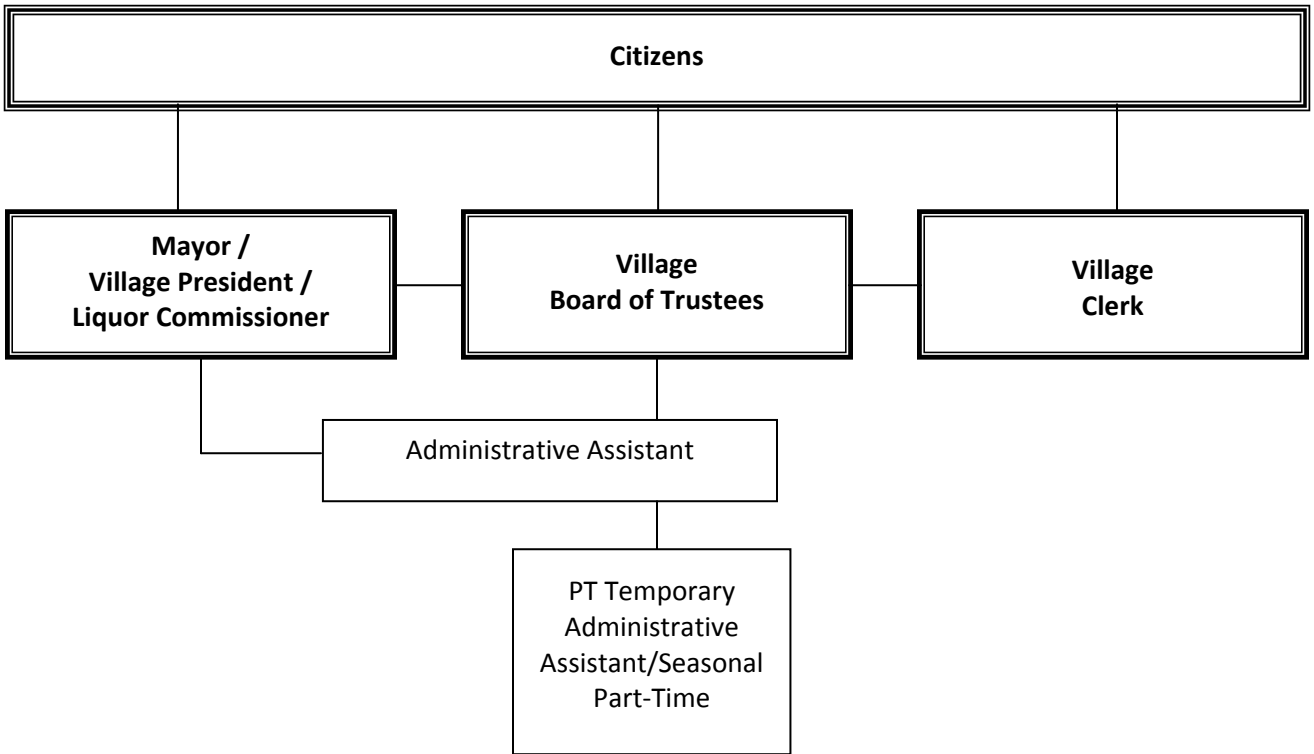 Citizens
Mayor /
Village President /
Liquor Commissioner
Village
Board of Trustees
Village
Clerk
Administrative Assistant
PT Temporary
Administrative
Assistant/Seasonal
Part-Time